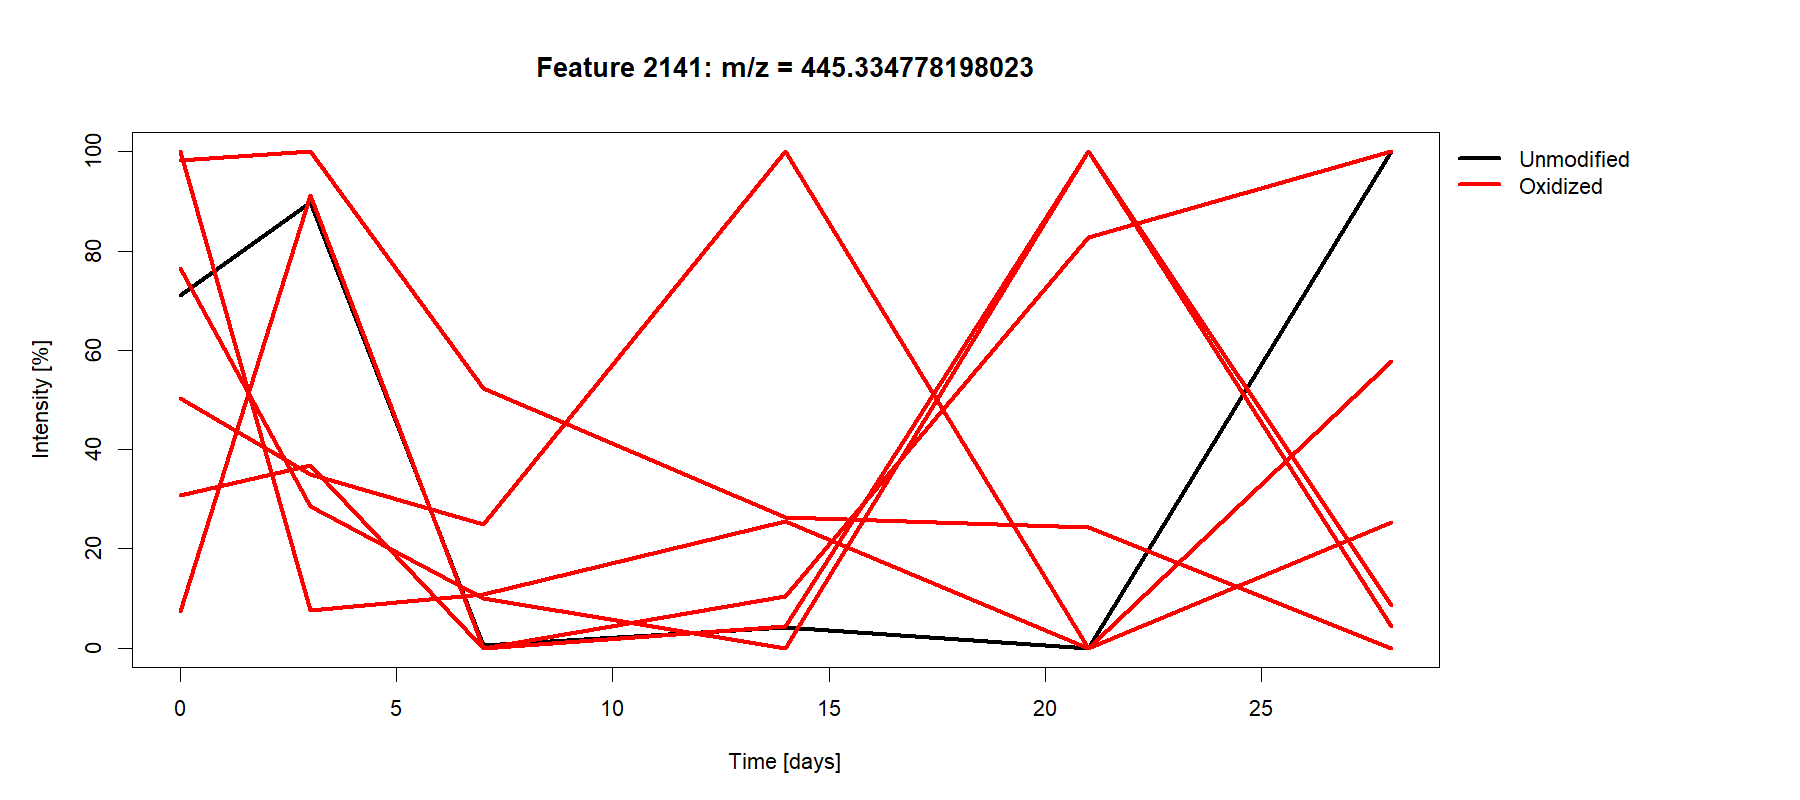 Feature 2141: m/z = 445.334778198023
Unmodified
Oxidized
Intensity [%]
100
80
60
40
20
0
0 5 10 15 20 25
Time [days]